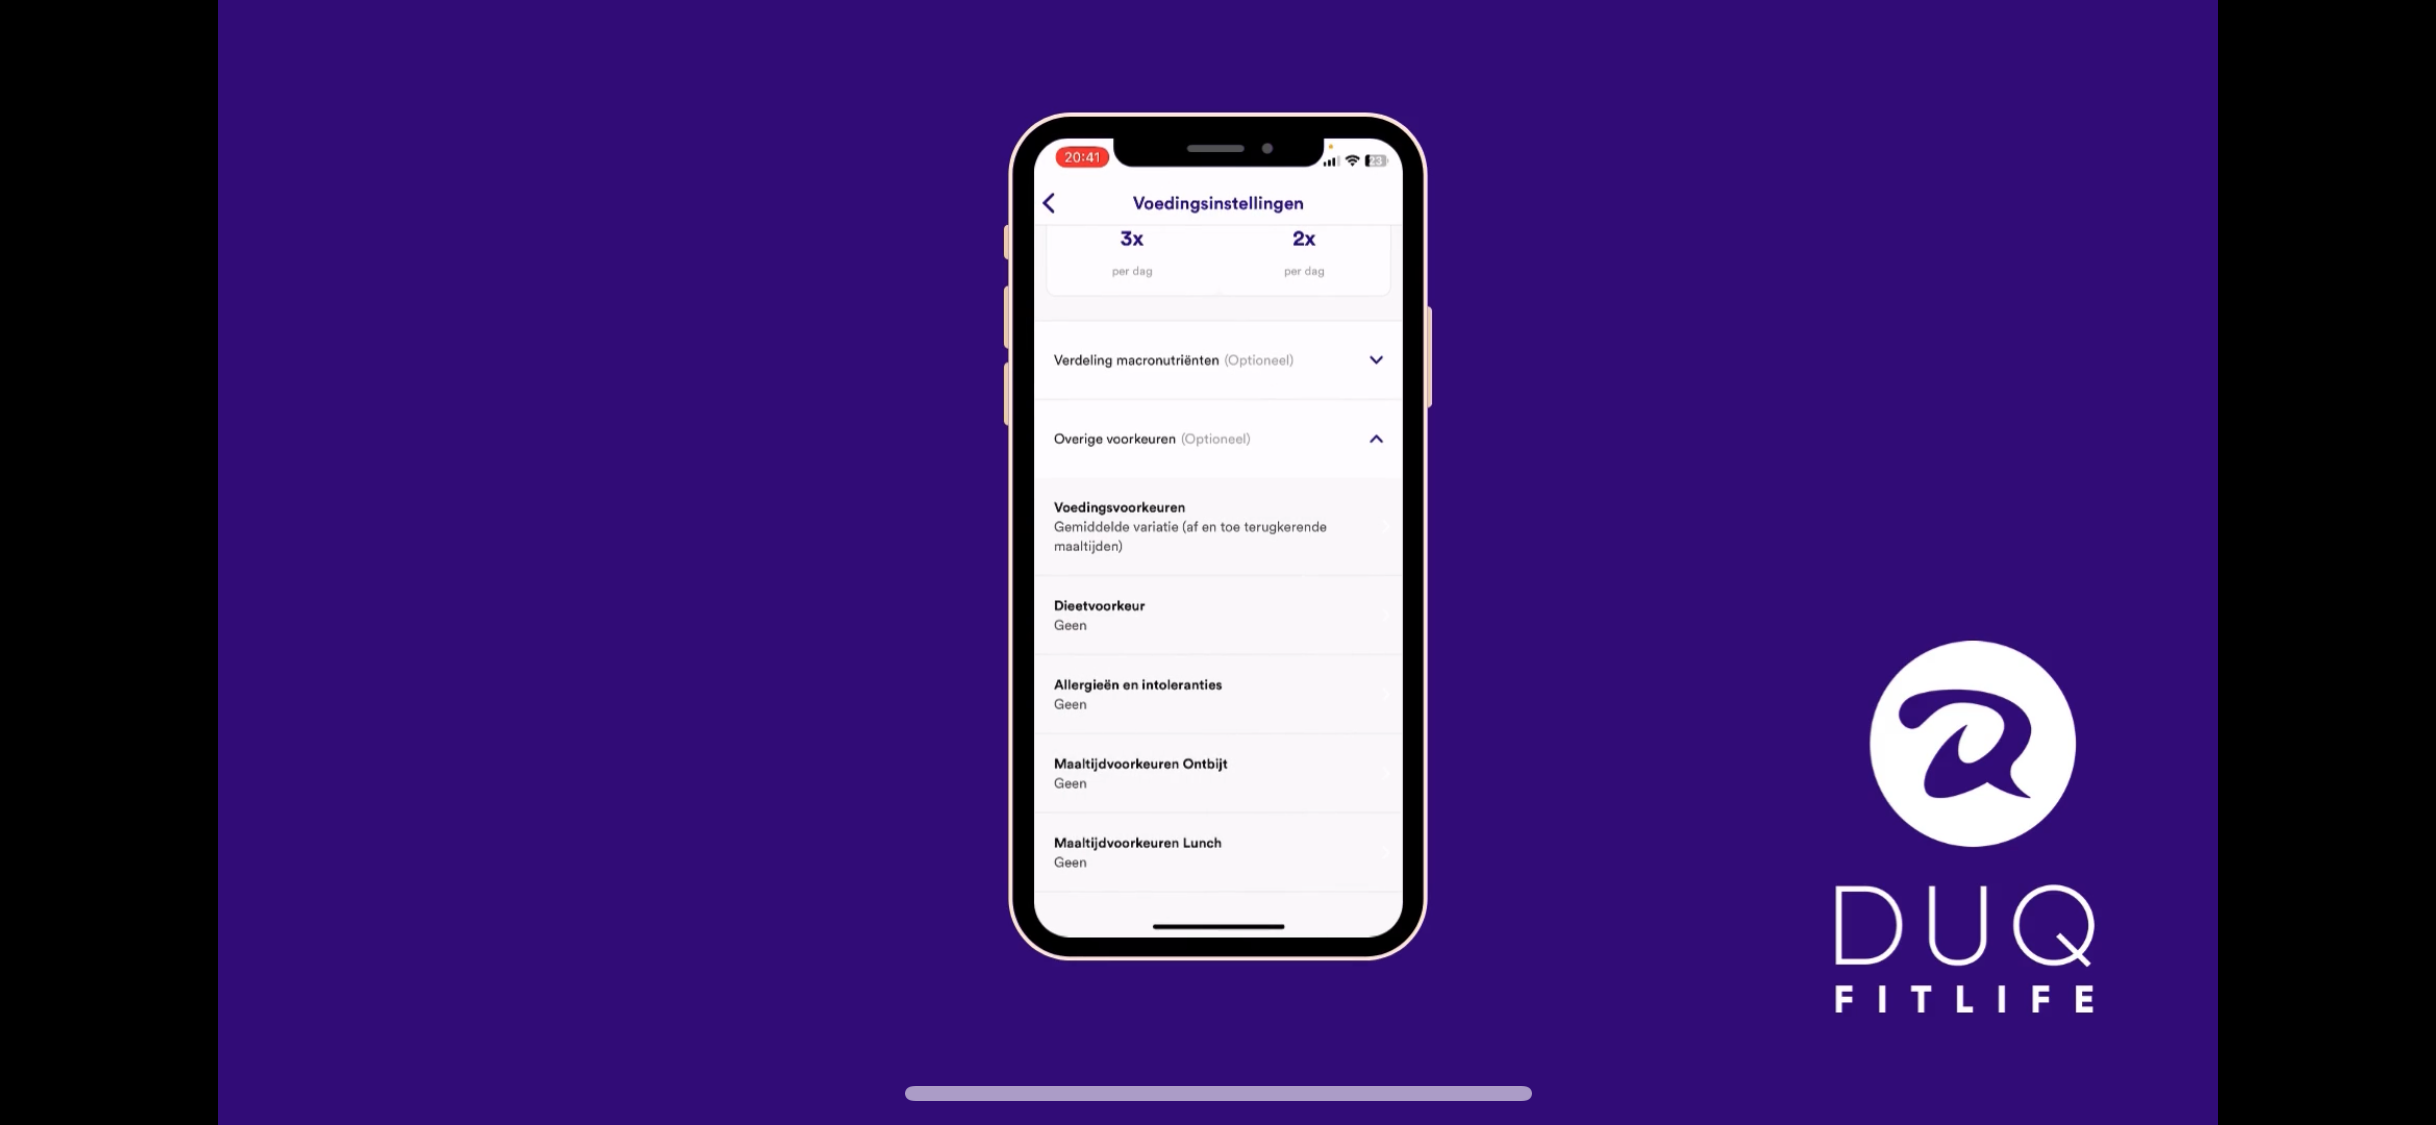 20:41
23
Voedingsinstellingen
3x
2x
per dag
per dag
Verdeling macronutriënten (Optioneel)
Overige voorkeuren (Optioneel)
Voedingsvoorkeuren
Gemiddelde variatie (af en toe terugkerende
maaltijden)
Dieetvoorkeur
Geen
Allergieën en intoleranties
Geen
Maaltijdvoorkeuren Ontbijt
Geen
Maaltijdvoorkeuren Lunch
Geen
DUQ
FITLIFE